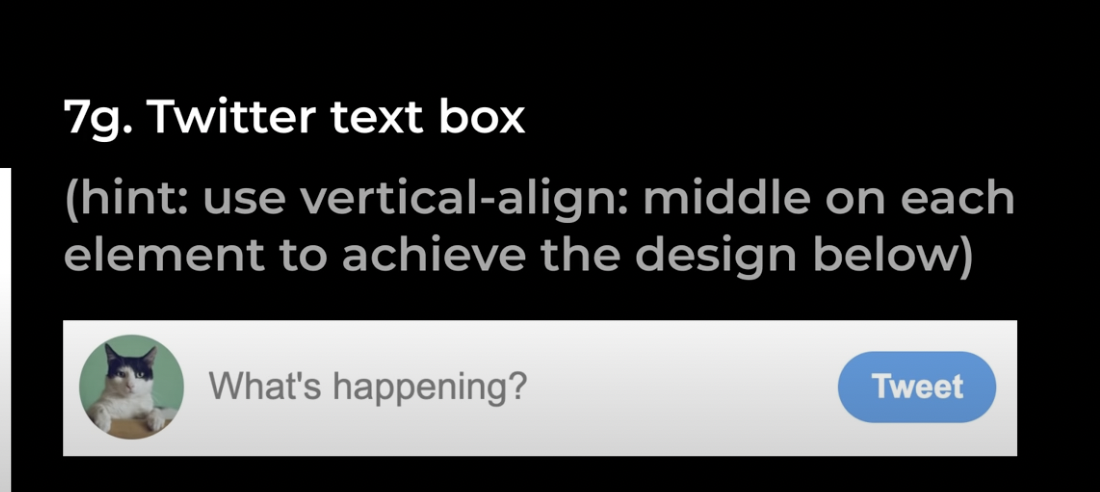 7g. Twitter text box
(hint: use vertical-align: middle on each
element to achieve the design below)
What's happening?
Tweet